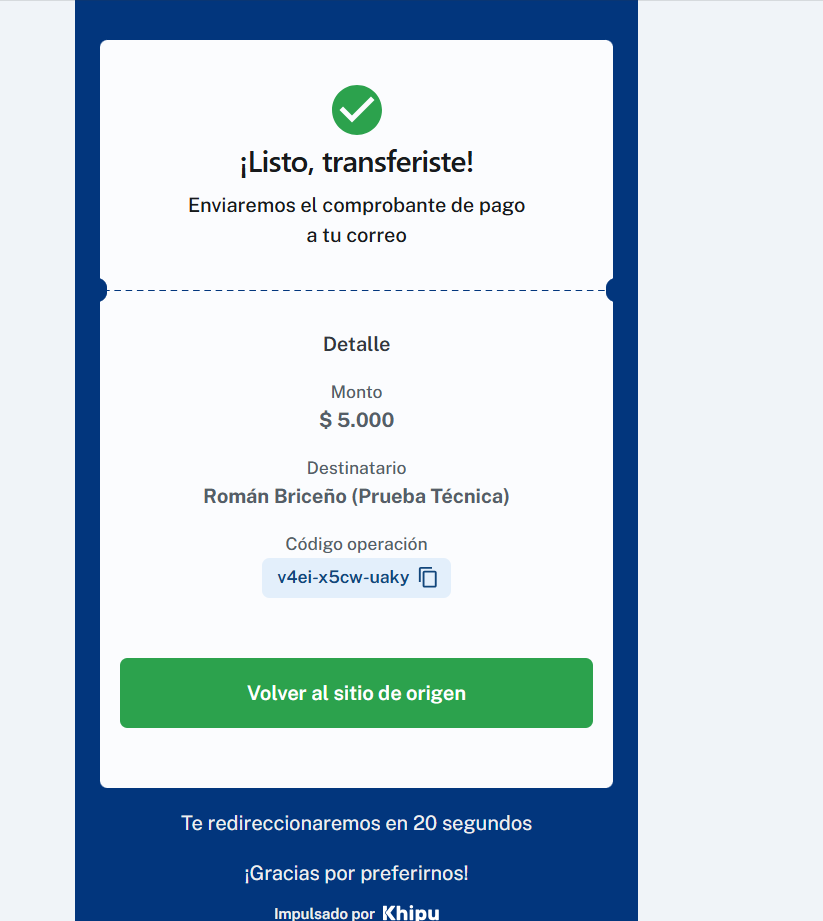 ¡Listo, transferiste!
Enviaremos el comprobante de pago
a tu correo
Detalle
Monto
$ 5.000
Destinatario
Román Briceño (Prueba Técnica)
Código operación
v4ei-x5cw-uaky
Volver al sitio de origen
Te redireccionaremos en 20 segundos
¡Gracias por preferirnos!
Impulsado por Khipu